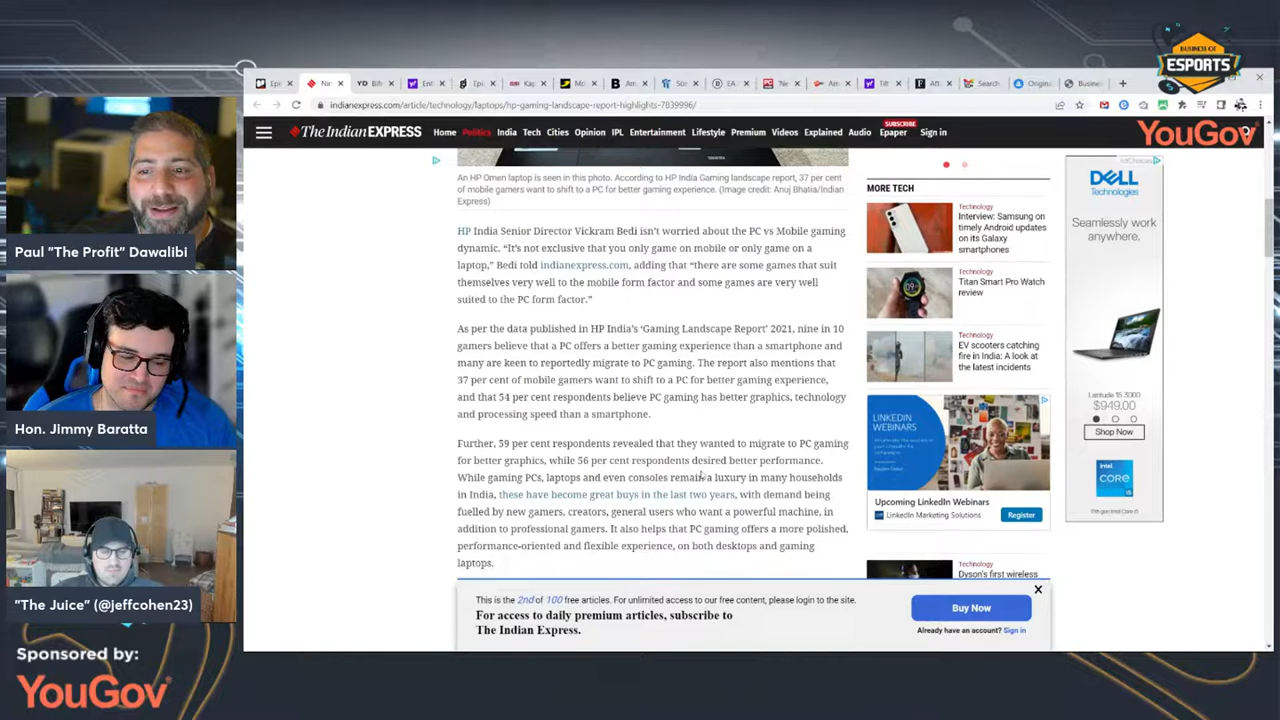 BUSINESS OF
ESPORTS
Paul "The Profit" Dawalibi
Hon. Jimmy Baratta
"The Juice" (@jeffcohen23)
Sponsored by:
YouGov
YouGov
indianexpress.com/article/technology/laptops/hp-gaming-landscape-report-highlights-7839996/
The Indian EXPRESS
Home Politics India Tech Cities Opinion IPL Entertainment Lifestyle Premium Videos Explained Audio Epaper Sign in
SUBSCRIBE
An HP Omen laptop is seen in this photo. According to HP India Gaming landscape report, 37 per cent
of mobile gamers want to shift to a PC for better gaming experience. (Image credit: Anuj Bhatia/Indian
Express)
HP India Senior Director Vickram Bedi isn't worried about the PC vs Mobile gaming
dynamic. "It's not exclusive that you only game on mobile or only game on a
laptop," Bedi told indianexpress.com, adding that "there are some games that suit
themselves very well to the mobile form factor and some games are very well
suited to the PC form factor."
As per the data published in HP India's 'Gaming Landscape Report' 2021, nine in 10
gamers believe that a PC offers a better gaming experience than a smartphone and
many are keen to reportedly migrate to PC gaming. The report also mentions that
37 per cent of mobile gamers want to shift to a PC for better gaming experience,
and that 54 per cent respondents believe PC gaming has better graphics, technology
and processing speed than a smartphone.
Further, 59 per cent respondents revealed that they wanted to migrate to PC gaming
for better graphics, while 56 per cent respondents desired better performance.
While gaming PCs, laptops and even consoles remain a luxury in many households
in India, these have become great buys in the last two years, with demand being
fuelled by new gamers, creators, general users who want a powerful machine, in
addition to professional gamers. It also helps that PC gaming offers a more polished,
performance-oriented and flexible experience, on both desktops and gaming
laptops.
MORE TECH
Technology
Interview: Samsung
on timely Android updates
on its Galaxy
smartphones
Technology
Titan Smart Pro Watch
review
Technology
EV scooters catching
fire in India: A look at
the latest incidents
LINKEDIN
WEBINARS
Upcoming LinkedIn Webinars
LinkedIn Marketing Solutions
Register
Technology
Dyson's first wireless
DELL
Technologies
Seamlessly work
anywhere.
Latitude 15 3000
$949.00
Shop Now
intel
CORE
This is the 2nd of 100 free articles. For unlimited access to our free content, please login to the site.
For access to daily premium articles, subscribe to
The Indian Express.
X
Buy Now
Already have an account? Sign in